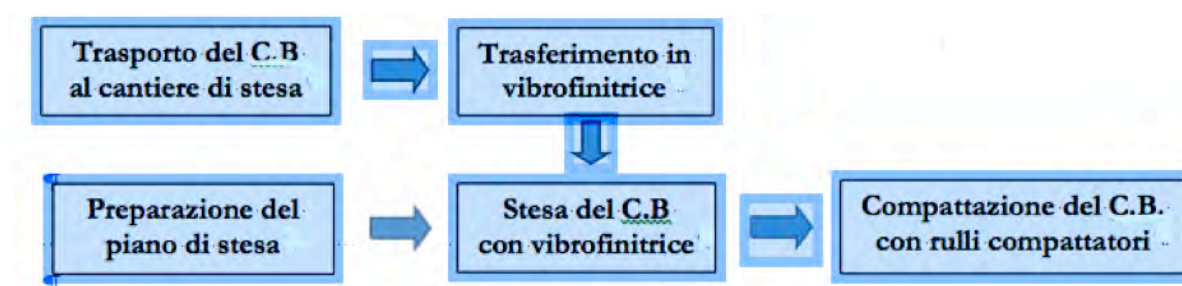 Trasporto del C.B
al cantiere di stesa
Trasferimento in
vibrofinitrice
Preparazione del
piano di stesa
Stesa del C.B
con vibrofinitrice
Compattazione del C.B.
con rulli compattatori